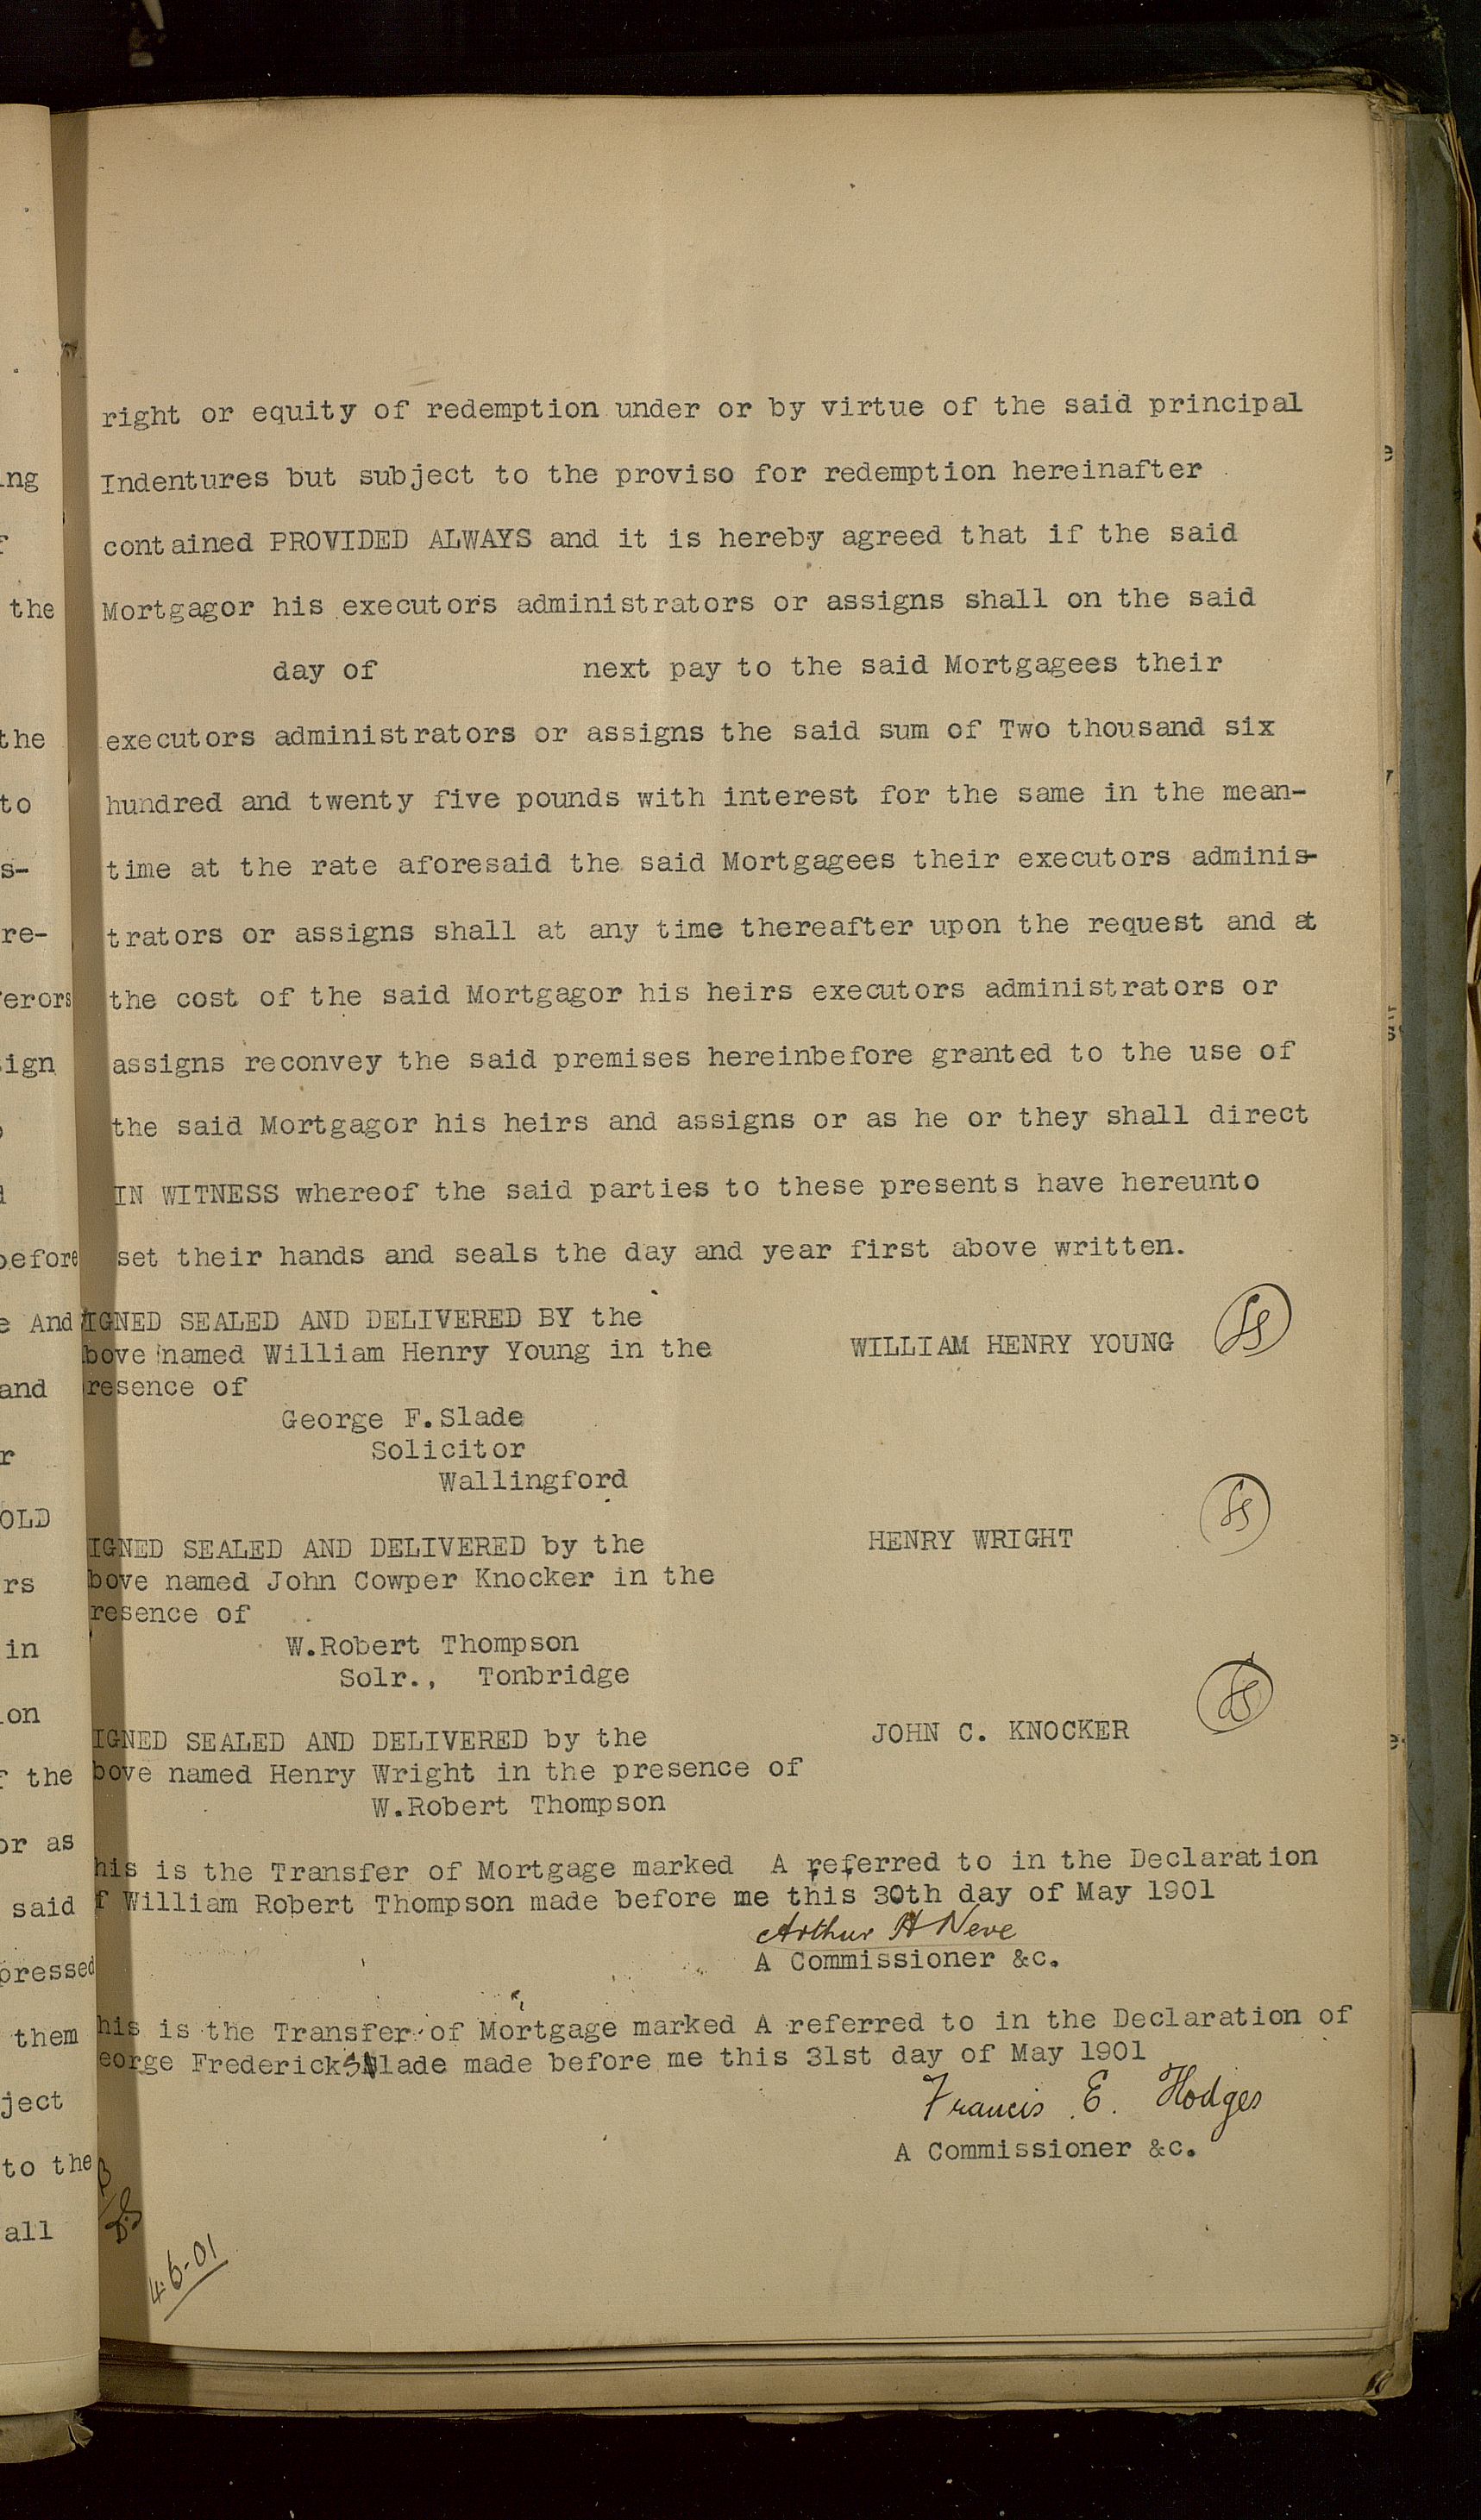 right or equity of redemption under or by virtue of the said principal
Indentures but subject to the proviso for redemption hereinafter
contained PROVIDED ALWAYS and it is hereby agreed that if the said
Mortgagor his executors administrators or assigns shall on the said
day of next pay to the said Mortgagees their
executors administrators or assigns the said sum of Two thousand six
hundred and twenty five pounds with interest for the same in the mean-
time at the rate aforesaid the said Mortgagees their executors adminis-
trators or assigns shall at any time thereafter upon the request and at
the cost of the said Mortgagor his heirs executors administrators or
assigns reconvey the said premises hereinbefore granted to the use of
the said Mortgagor his heirs and assigns or as he or they shall direct
IN WITNESS whereof the said parties to these presents have hereunto
set their hands and seals the day and year first above written.
IGNED SEALED AND DELIVERED BY the
bove named William Henry Young in the WILLIAM HENRY YOUNG
resence of
George F.Slade
Solicitor
Wallingford
IGNED SEALED AND DELIVERED by the HENRY WRIGHT
bove named John Cowper Knocker in the
resence of
W.Robert Thompson
Solr., Tonbridge
IGNED SEALED AND DELIVERED by the JOHN C. KNOCKER
bove named Henry Wright in the presence of
W.Robert Thompson
his is the Transfer of Mortgage marked A referred to in the Declaration
f William Robert Thompson made before me this 30th day of May 1901
Arthur H Neve
A Commissioner &c.
his is the Transfer of Mortgage marked A referred to in the Declaration of
eorge Frederick Slade made before me this 31st day of May 1901
Francis E. Hodges
A Commissioner &c.
4-6-01